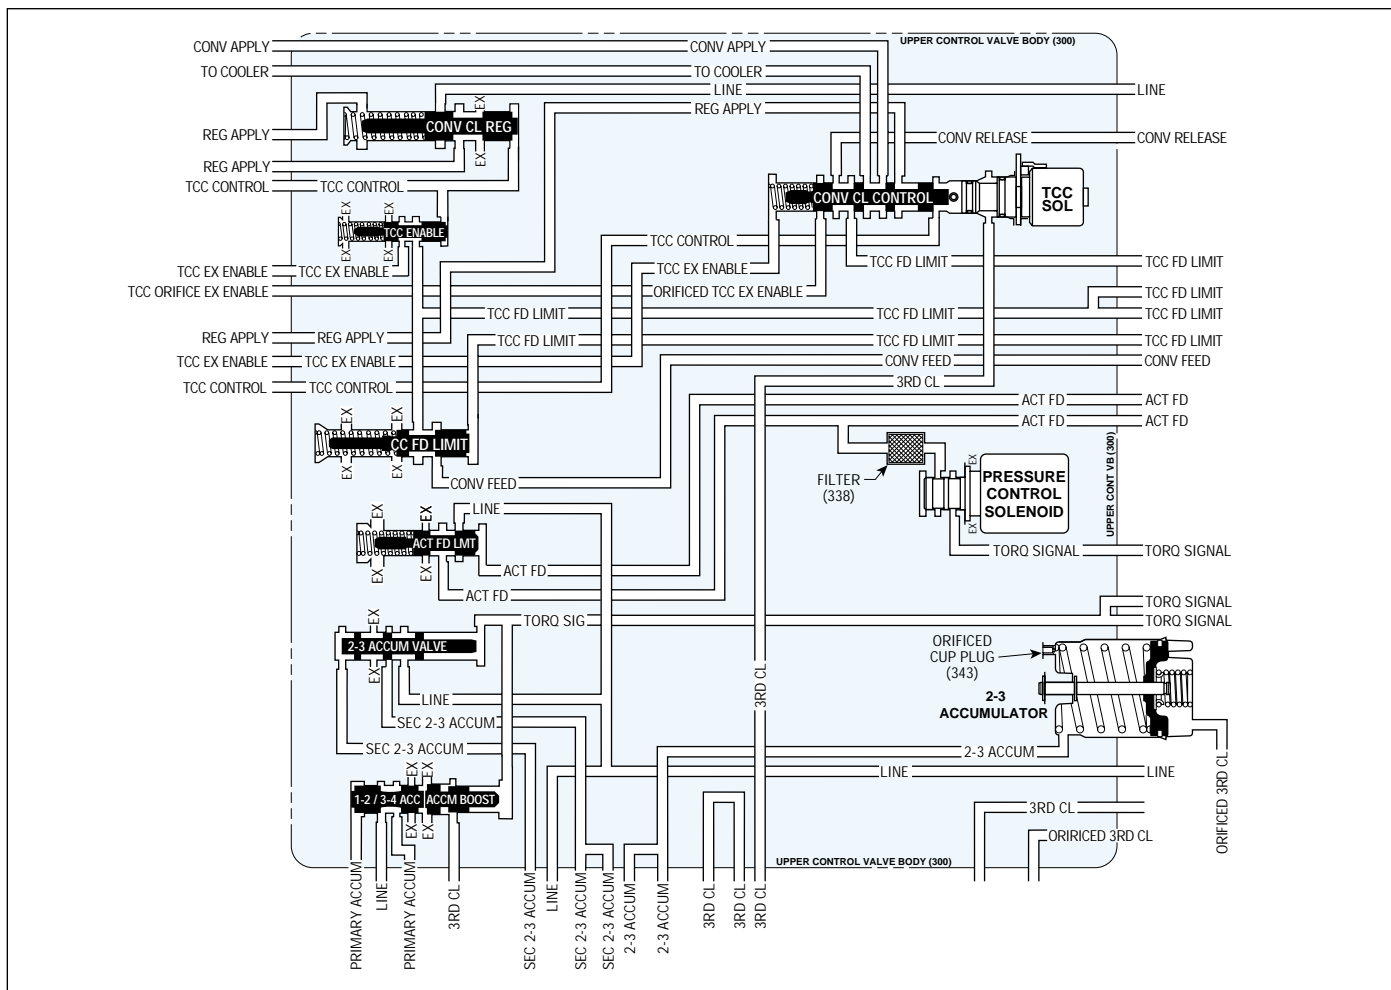 UPPER CONTROL VALVE BODY (300)
CONV APPLY
CONV APPLY
TO COOLER
TO COOLER
LINE
LINE
REG APPLY
EX
REG APPLY
CONV CL REG
CONV RELEASE
CONV RELEASE
EX
REG APPLY
TCC CONTROL
TCC CONTROL
TCC
SOL
CONV CL CONTROL
EX
EX
TCC ENABLE
EX
EX
TCC CONTROL
TCC FD LIMIT
TCC FD LIMIT
TCC EX ENABLE
TCC EX ENABLE
TCC EX ENABLE
TCC ORIFICE EX ENABLE
ORIFICED TCC EX ENABLE
TCC FD LIMIT
TCC FD LIMIT
TCC FD LIMIT
TCC FD LIMIT
REG APPLY
REG APPLY
TCC FD LIMIT
TCC FD LIMIT
TCC FD LIMIT
TCC EX ENABLE
TCC EX ENABLE
CONV FEED
CONV FEED
TCC CONTROL
TCC CONTROL
3RD CL
ACT FD
ACT FD
EX
EX
ACT FD
ACT FD
CC FD LIMIT
EX
EX
CONV FEED
FILTER
(338)
EX
PRESSURE
CONTROL
SOLENOID
EX
UPPER CONT VB (300)
LINE
EX
EX
ACT FD LMT
EX
EX
TORQ SIGNAL
TORQ SIGNAL
ACT FD
ACT FD
TORQ SIGNAL
TORQ SIG
TORQ SIGNAL
EX
2-3 ACCUM VALVE
EX
ORIFICED
CUP PLUG
(343)
2-3
ACCUMULATOR
LINE
3RD CL
SEC 2-3 ACCUM
SEC 2-3 ACCUM
2-3 ACCUM
EX
EX
LINE
LINE
1-2 / 3-4 ACC
ACCM BOOST
EX
EX
3RD CL
ORIRICED 3RD CL
ORIFICED 3RD CL
UPPER CONTROL VALVE BODY (300)
PRIMARY ACCUM
LINE
PRIMARY ACCUM
3RD CL
SEC 2-3 ACCUM
LINE
SEC 2-3 ACCUM
SEC 2-3 ACCUM
2-3 ACCUM
2-3 ACCUM
3RD CL
3RD CL
3RD CL